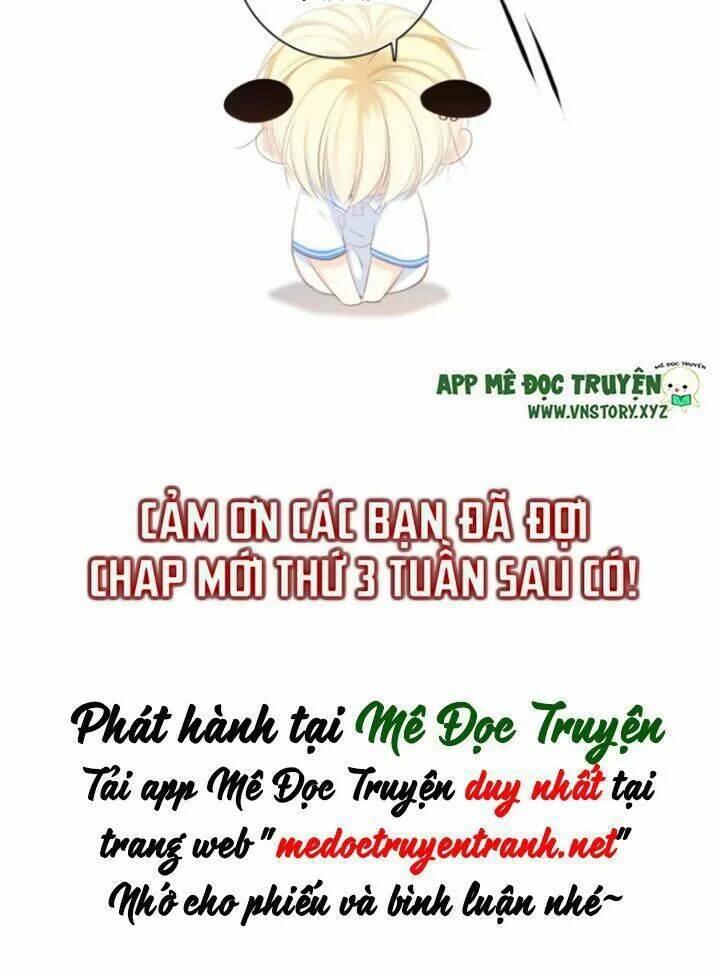 MÊ ĐỌC TRUYỆN
APP MÊ ĐỌC TRUYỆN
WWW.VNSTORY.XYZ
CẢM ƠN CÁC BẠN ĐÃ ĐỢI
CHAP MỚI THỨ 3 TUẦN SAU CÓ!
Phát hành tại Mê Đọc Truyện
Tải app Mê Đọc Truyện duy nhất tại
trang web "medoctruyentranh.net"
Nhớ cho phiếu và bình luận nhé~